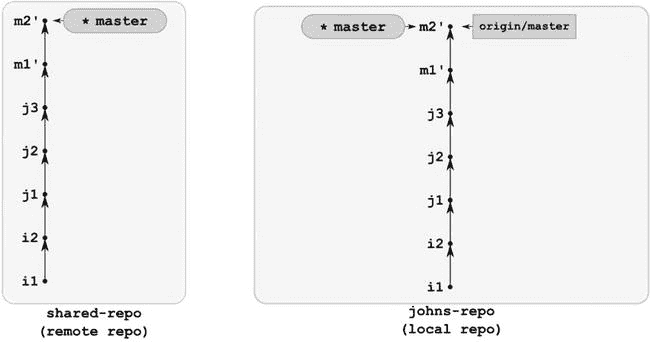 m2' * master
m1'
j3
j2
j1
i2
i1
shared-repo
(remote repo)
* master m2' origin/master
m1'
j3
j2
j1
i2
i1
johns-repo
(local repo)